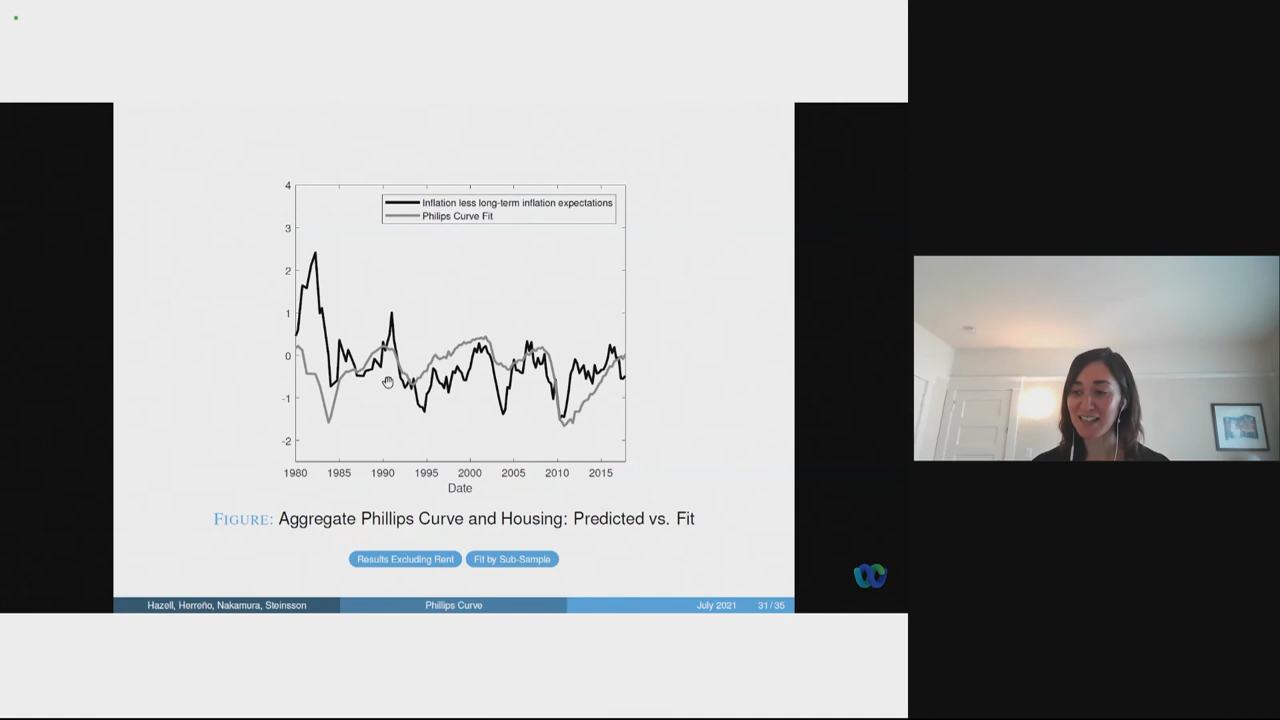 4
3
2
1
0
-1
-2
Inflation less long-term inflation expectations
Philips Curve Fit
1980 1985 1990 1995 2000 2005 2010 2015
Date
FIGURE: Aggregate Phillips Curve and Housing: Predicted vs. Fit
Results Excluding Rent Fit by Sub-Sample
Hazell, Herreño, Nakamura, Steinsson Phillips Curve July 2021 31 / 35